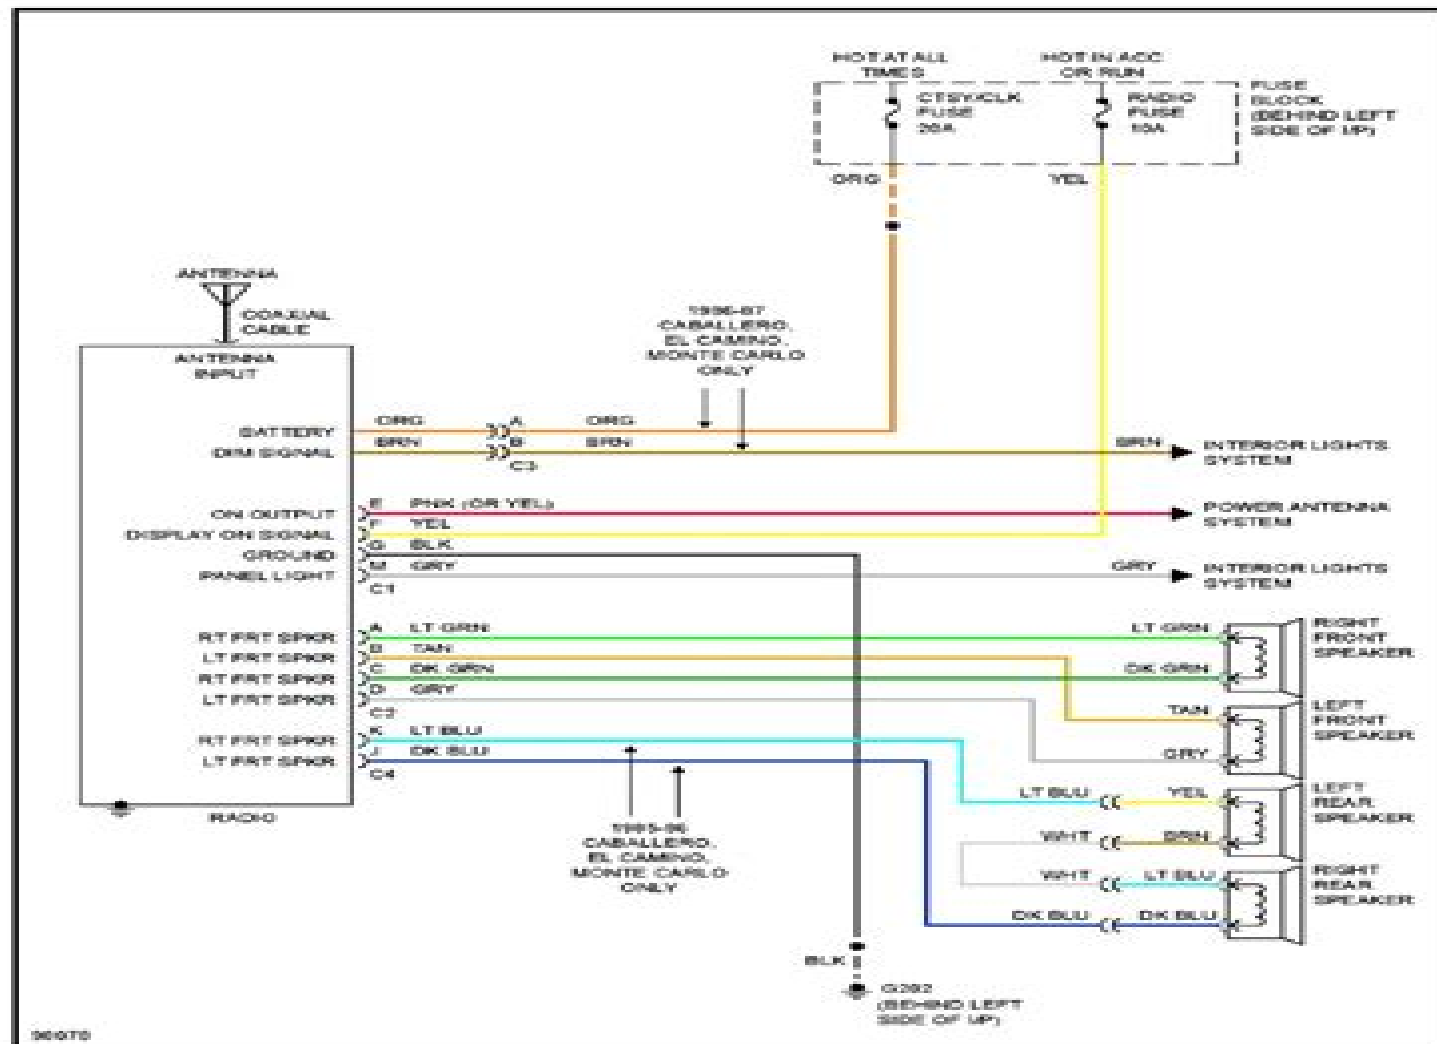 HOT AT ALL
TIMES
HOT IN ACC
OR RUN
CTSY/CLK
FUSE
20A
RADIO
FUSE
10A
FUSE
BLOCK
(BEHIND LEFT
SIDE OF I/P)
ORG
YEL
ANTENNA
COAXIAL
CABLE
ANTENNA
INPUT
CABALLERO,
EL CAMINO,
MONTE CARLO
ONLY
BATTERY
ORG
A
ORG
DIM SIGNAL
BRN
B
BRN
BRN
INTERIOR LIGHTS
SYSTEM
C3
ON OUTPUT
E
PNK (OR YEL)
POWER ANTENNA
SYSTEM
DISPLAY ON SIGNAL
F
YEL
GROUND
G
BLK
PANEL LIGHT
M
GRY
GRY
INTERIOR LIGHTS
SYSTEM
C1
RT FRT SPKR
A
LT GRN
LT GRN
RIGHT
FRONT
SPEAKER
LT FRT SPKR
B
TAN
RT FRT SPKR
C
DK GRN
DK GRN
LT FRT SPKR
D
GRY
C2
TAN
GRY
LEFT
FRONT
SPEAKER
RT FRT SPKR
K
LT BLU
LT FRT SPKR
J
DK BLU
C4
LT BLU
YEL
WHT
BRN
LEFT
REAR
SPEAKER
WHT
LT BLU
DK BLU
DK BLU
RIGHT
REAR
SPEAKER
RADIO
CABALLERO,
EL CAMINO,
MONTE CARLO
ONLY
BLK
G202
(BEHIND LEFT
SIDE OF I/P)